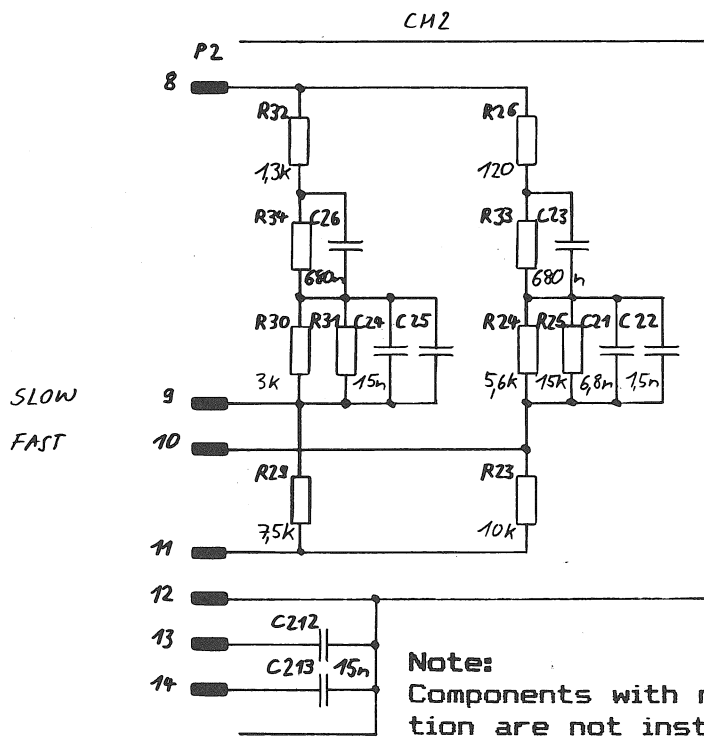 CH2
P2
8
R32
R26
1,3k
120
R34 C26
R33 C23
680n
680 n
R30 R31 C24 C25
R24 R25 C21 C22
3k 15n
5,6k 15k 6,8n 1,5n
SLOW 9
FAST 10
R29
R23
7,5k
10k
11
12
C212
13
C213 15n
14
Note:
Components with
tion are not inst